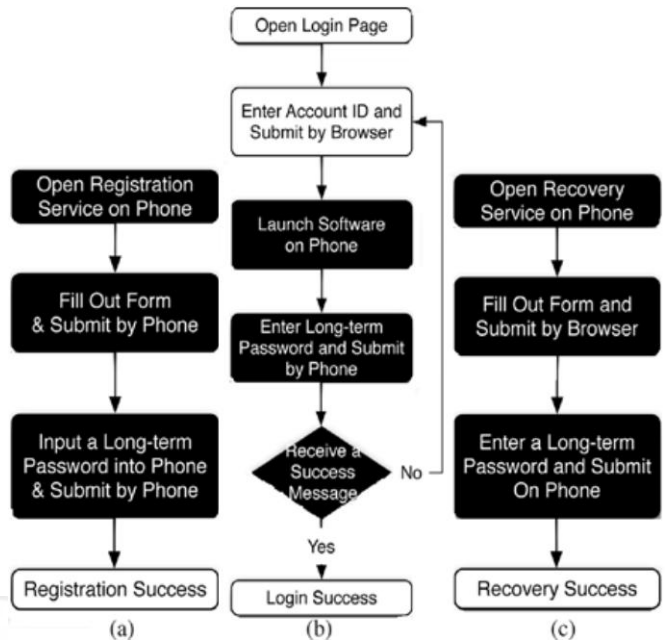 Open Registration
Service on Phone
Fill Out Form
& Submit by Phone
Input a Long-term
Password into Phone
& Submit by Phone
Registration Success
(a)
Open Login Page
Enter Account ID and
Submit by Browser
Launch Software
on Phone
Enter Long-term
Password and Submit
by Phone
Receive a
Success
Message
No
Yes
Login Success
(b)
Open Recovery
Service on Phone
Fill Out Form and
Submit by Browser
Enter a Long-term
Password and Submit
On Phone
Recovery Success
(c)